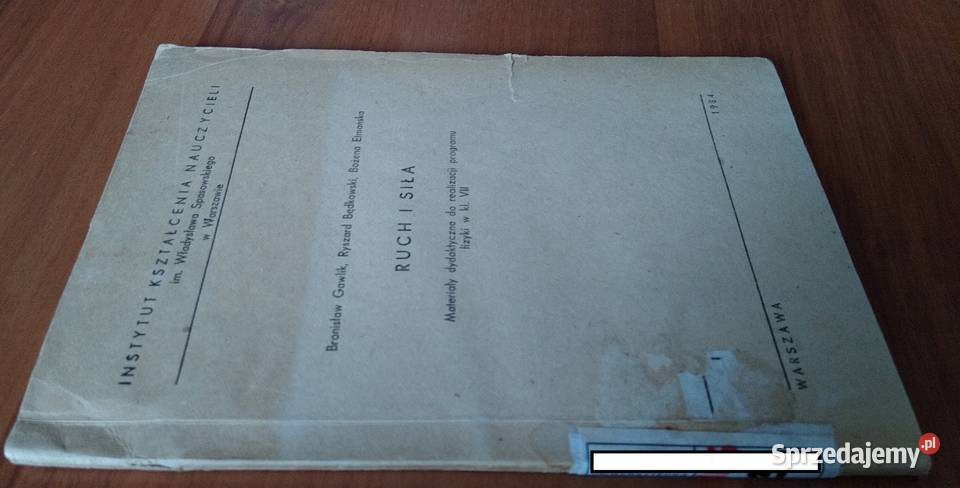 INSTYTUT KSZTAŁCENIA NAUCZYCIELI
im. Władysława Spasowskiego
w Warszawie
Bronisław Gawlik, Ryszard Będkowski, Bożena Elmańska
RUCH I SIŁA
Materiały dydaktyczne do realizacji programu
fizyki w kl. VII
WARSZAWA 1984
Sprzedajemy.pl